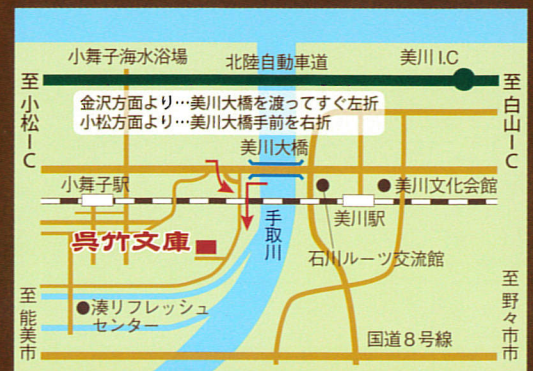 小舞子海水浴場
北陸自動車道
美川I.C
至小松IC
至白山IC
金沢方面より…美川大橋を渡ってすぐ左折
小松方面より…美川大橋手前を右折
美川大橋
小舞子駅
美川文化会館
美川駅
手取川
呉竹文庫
石川ルーツ交流館
至能美市
至野々市市
●湊リフレッシュ
センター
国道8号線